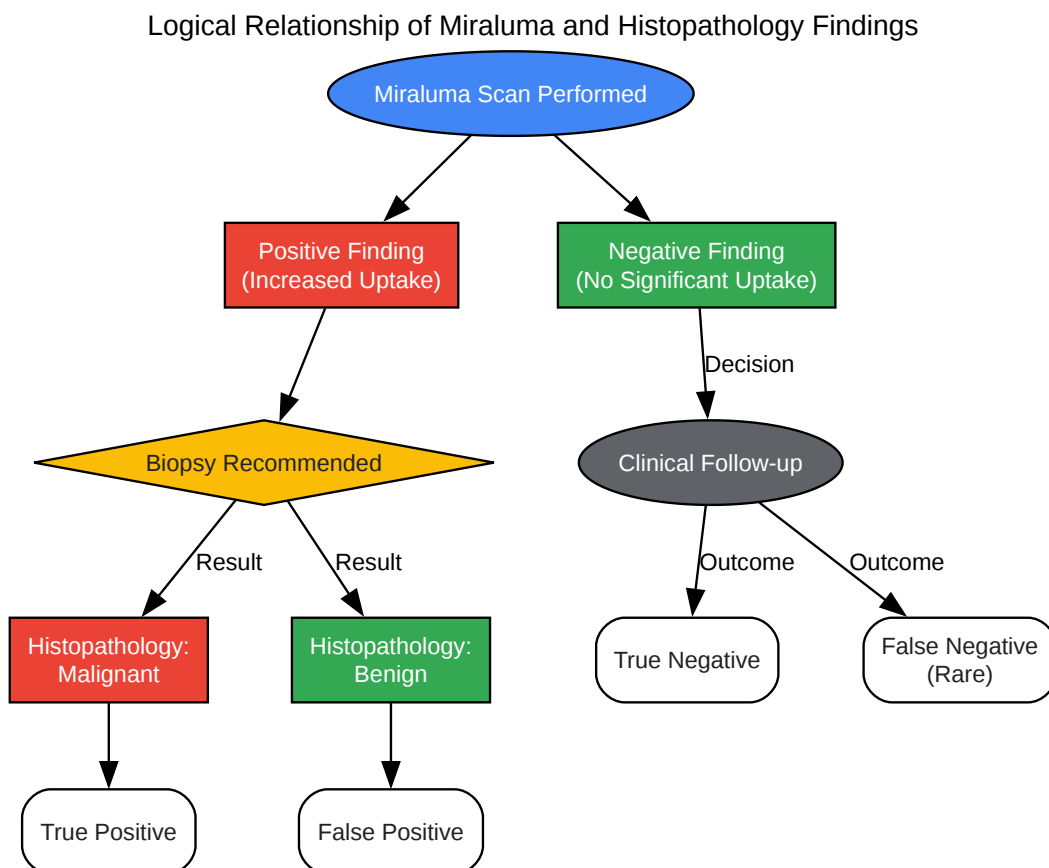 Logical Relationship of Miraluma and Histopathology Findings
Miraluma Scan Performed
Positive Finding
(Increased Uptake)
Negative Finding
(No Significant Uptake)
Decision
Biopsy Recommended
Clinical Follow-up
Result
Result
Outcome
Outcome
Histopathology:
Malignant
Histopathology:
Benign
True Negative
False Negative
(Rare)
True Positive
False Positive